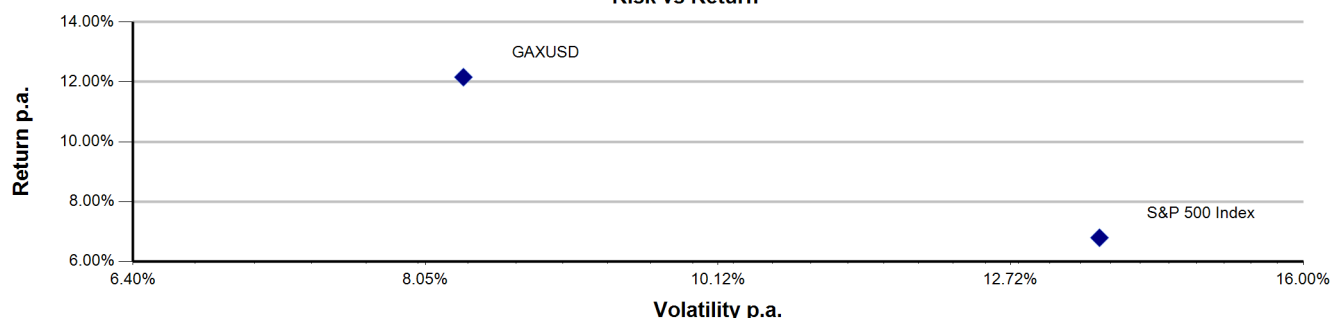 Risk vs Return
14.00%
GAXUSD
12.00%
10.00%
Return p.a.
8.00%
S&P 500 Index
6.00%
6.40% 8.05% 10.12% 12.72% 16.00%
Volatility p.a.